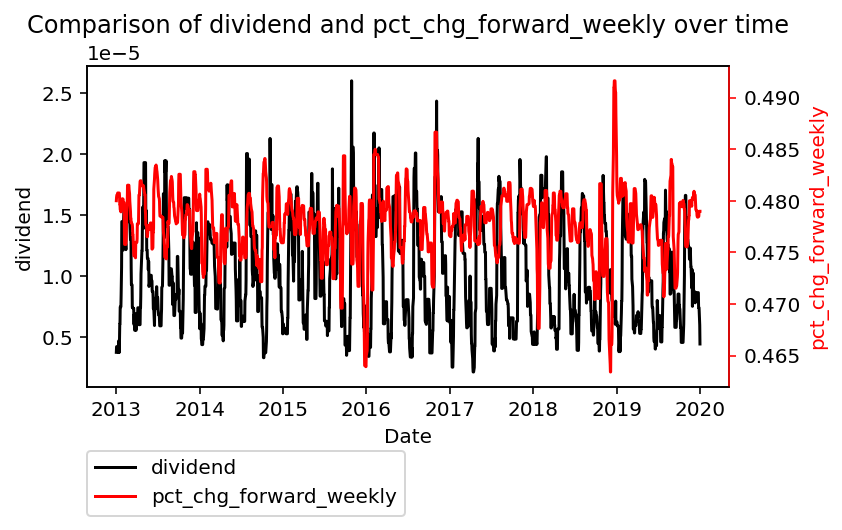 Comparison of dividend and pct_chg_forward_weekly over time
1e−5
2.5
2.0
1.5
1.0
0.5
dividend
0.490
0.485
0.480
0.475
0.470
0.465
pct_chg_forward_weekly
2013 2014 2015 2016 2017 2018 2019 2020
Date
dividend
pct_chg_forward_weekly